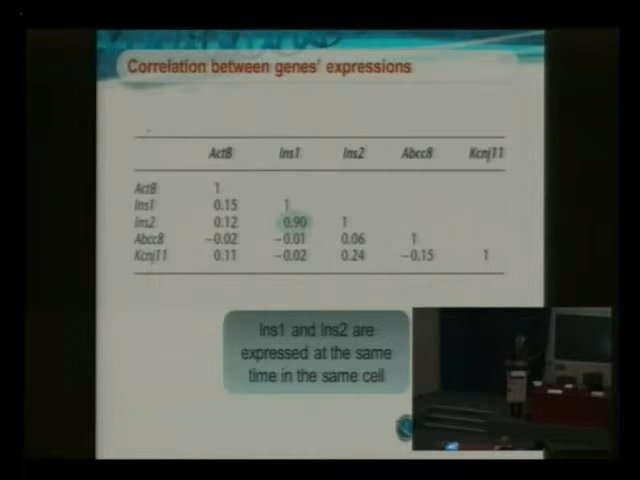 Correlation between genes' expressions
ActB Ins1 Ins2 Abcc8 Kcnj11
ActB 1
Ins1 0.15 1
Ins2 0.12 0.90 1
Abcc8 −0.02 −0.01 0.06 1
Kcnj11 0.11 −0.02 0.24 −0.15 1
Ins1 and Ins2 are
expressed at the same
time in the same cell